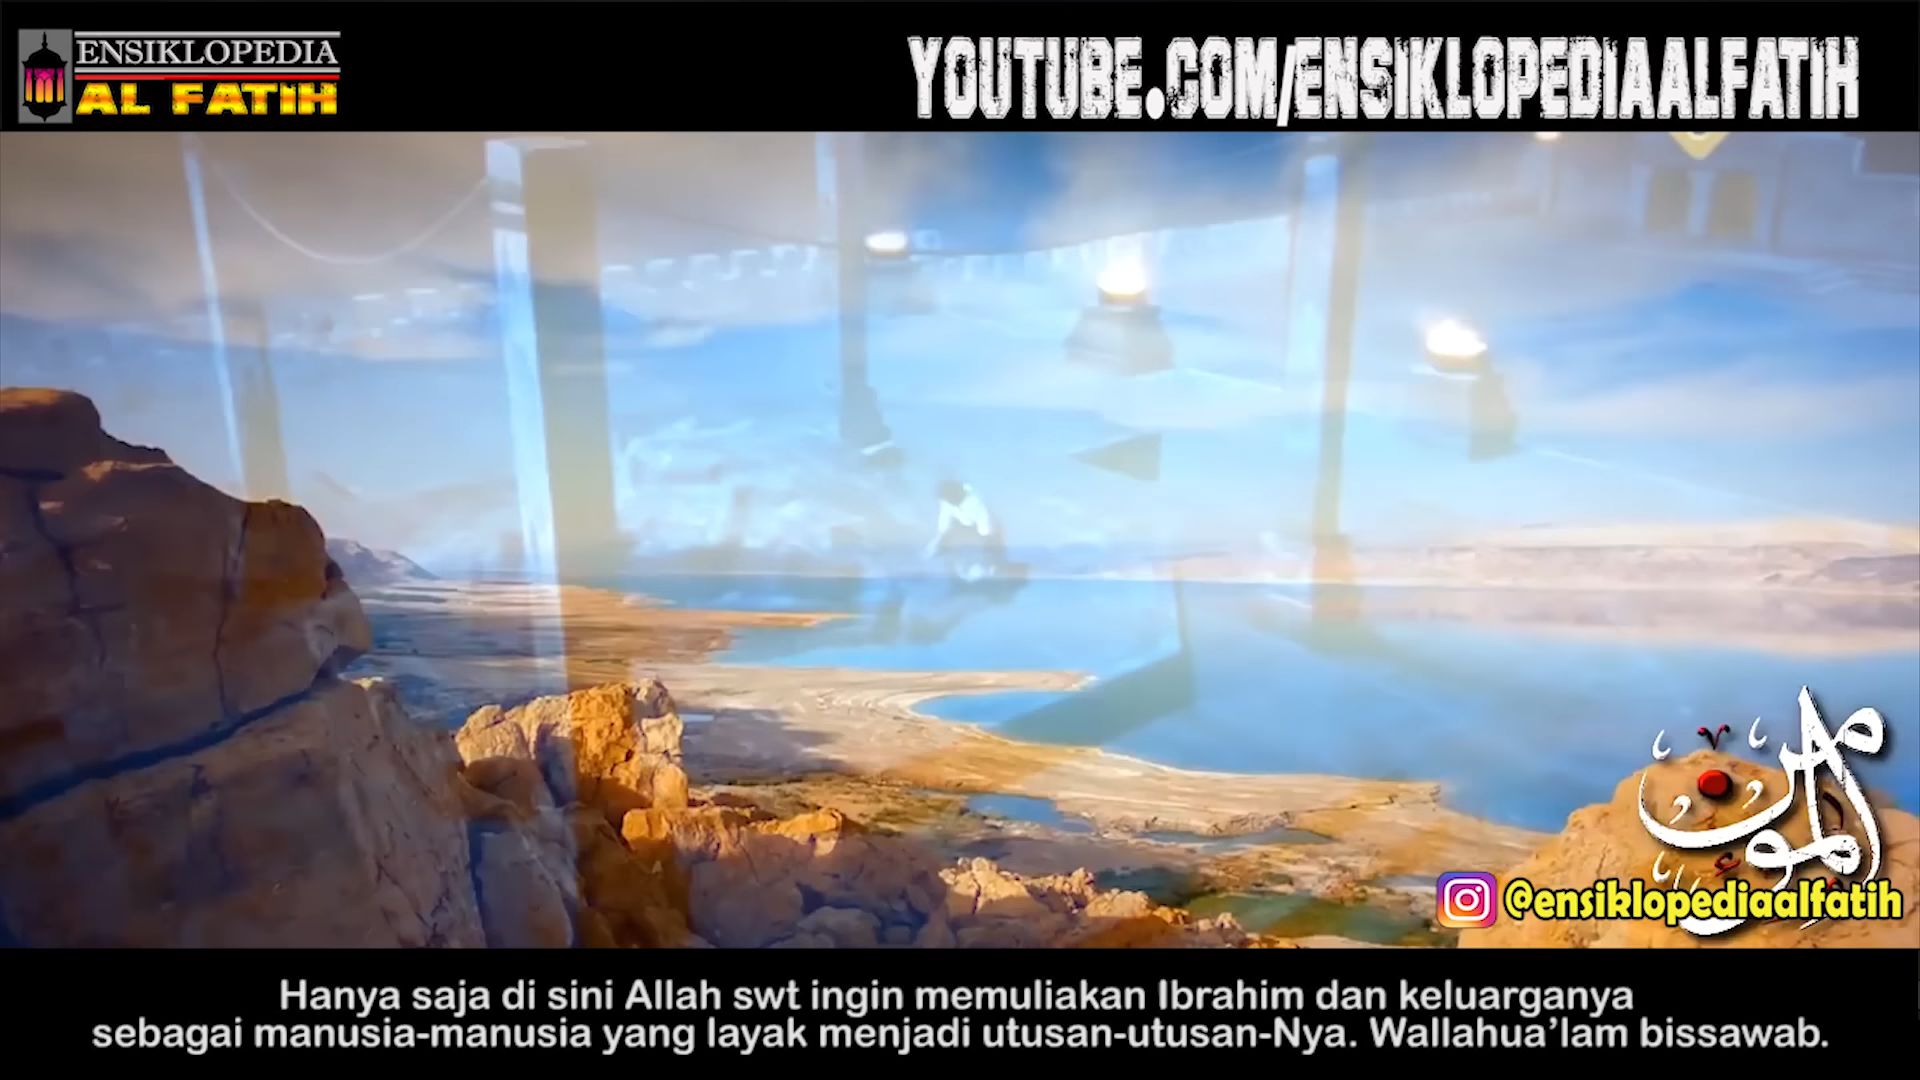 ENSIKLOPEDIA
AL FATIH
YOUTUBE.COM/ENSIKLOPEDIAALFATIH
@ensiklopediaalfatih
Hanya saja di sini Allah swt ingin memuliakan Ibrahim dan keluarganya
sebagai manusia-manusia yang layak menjadi utusan-utusan-Nya. Wallahua’lam bissawab.